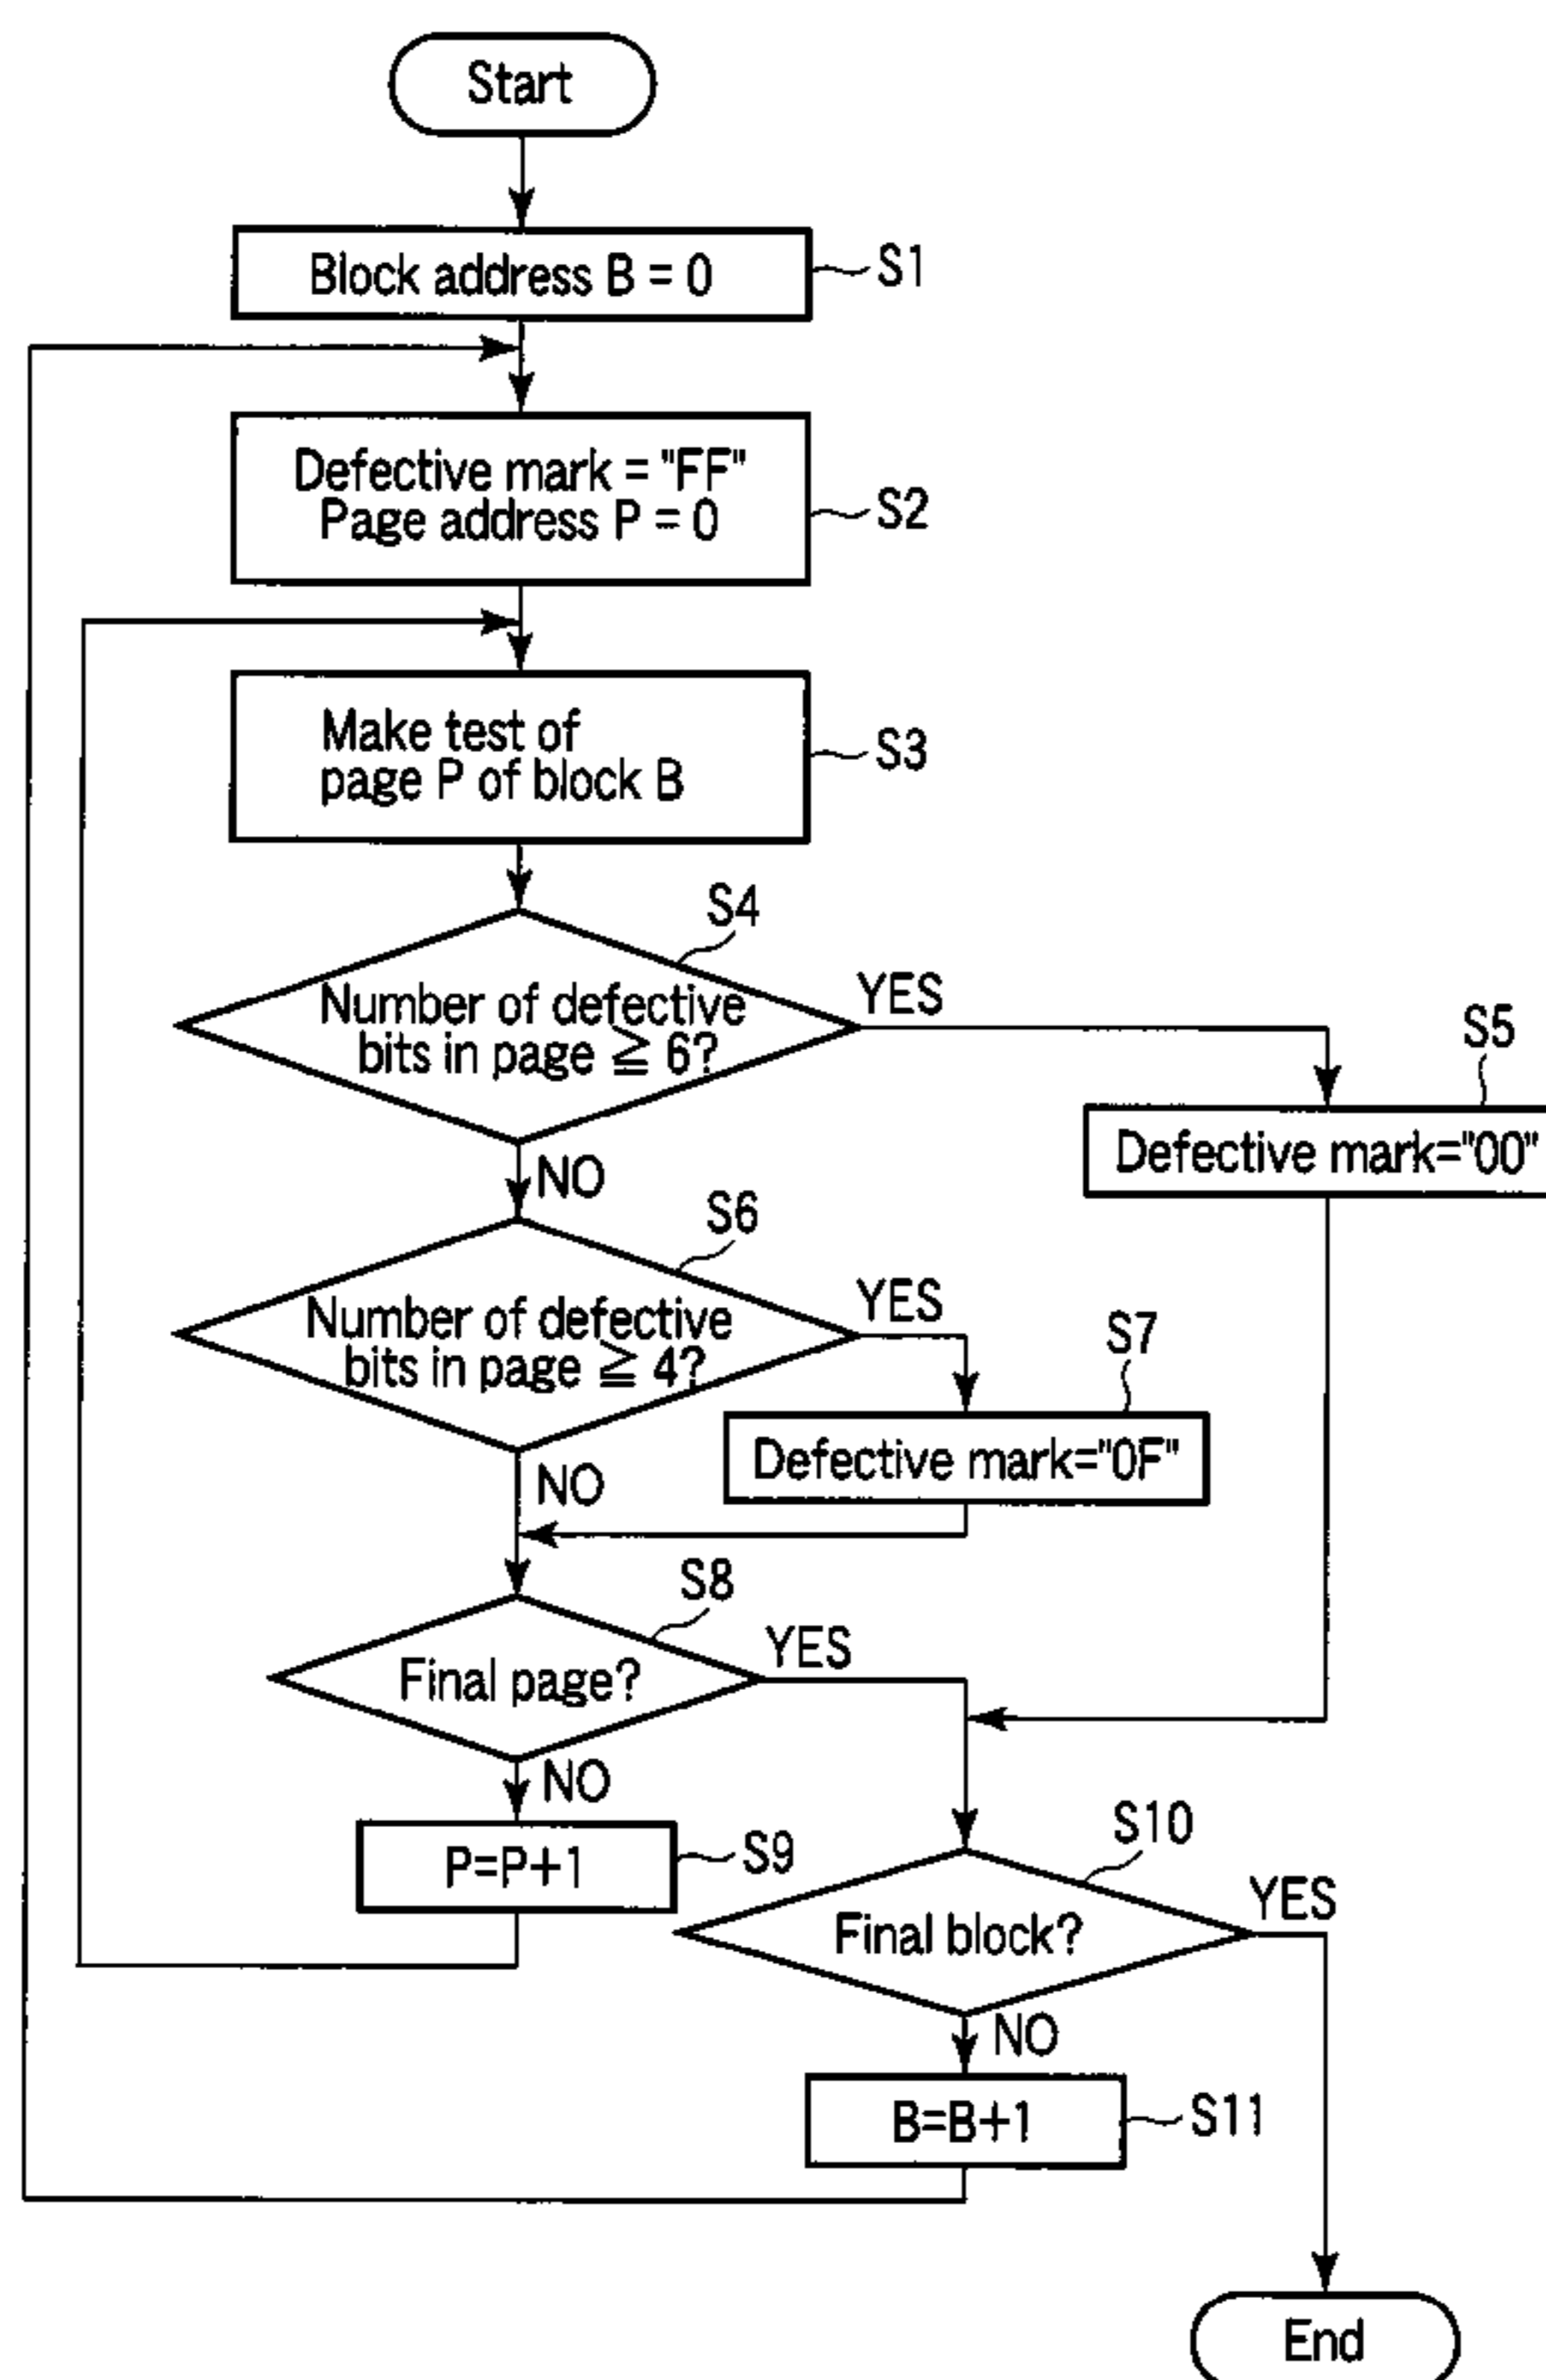 Start
Block address B = 0
S1
Defective mark = "FF"
Page address P = 0
S2
Make test of
page P of block B
S3
S4
Number of defective
bits in page ≧ 6?
YES
S5
Defective mark="00"
NO
S6
Number of defective
bits in page ≧ 4?
YES
S7
Defective mark="0F"
NO
S8
Final page?
YES
NO
P=P+1
S9
S10
Final block?
YES
NO
B=B+1
S11
End